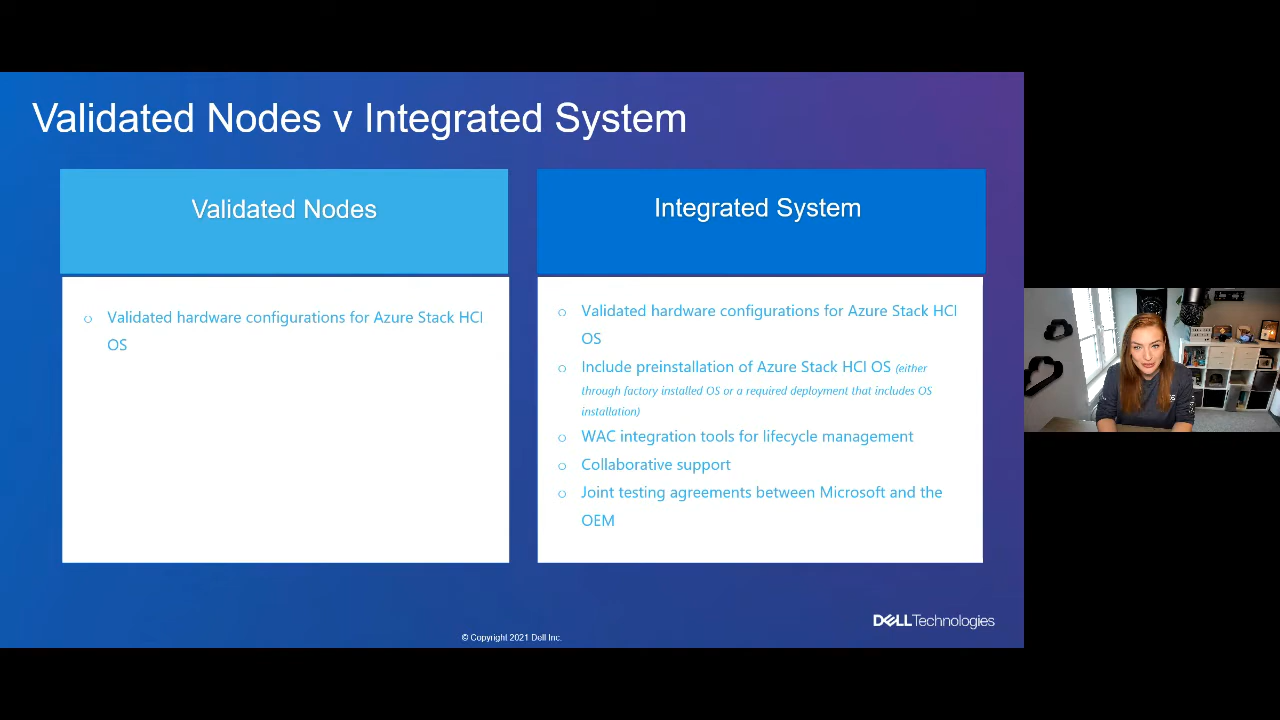 Validated Nodes v Integrated System
Validated Nodes
Validated hardware configurations for Azure Stack HCI
OS
Integrated System
Validated hardware configurations for Azure Stack HCI
OS
Include preinstallation of Azure Stack HCI OS (either
through factory installed OS or a required deployment that includes OS
installation)
WAC integration tools for lifecycle management
Collaborative support
Joint testing agreements between Microsoft and the
OEM
© Copyright 2021 Dell Inc.
DELLTechnologies